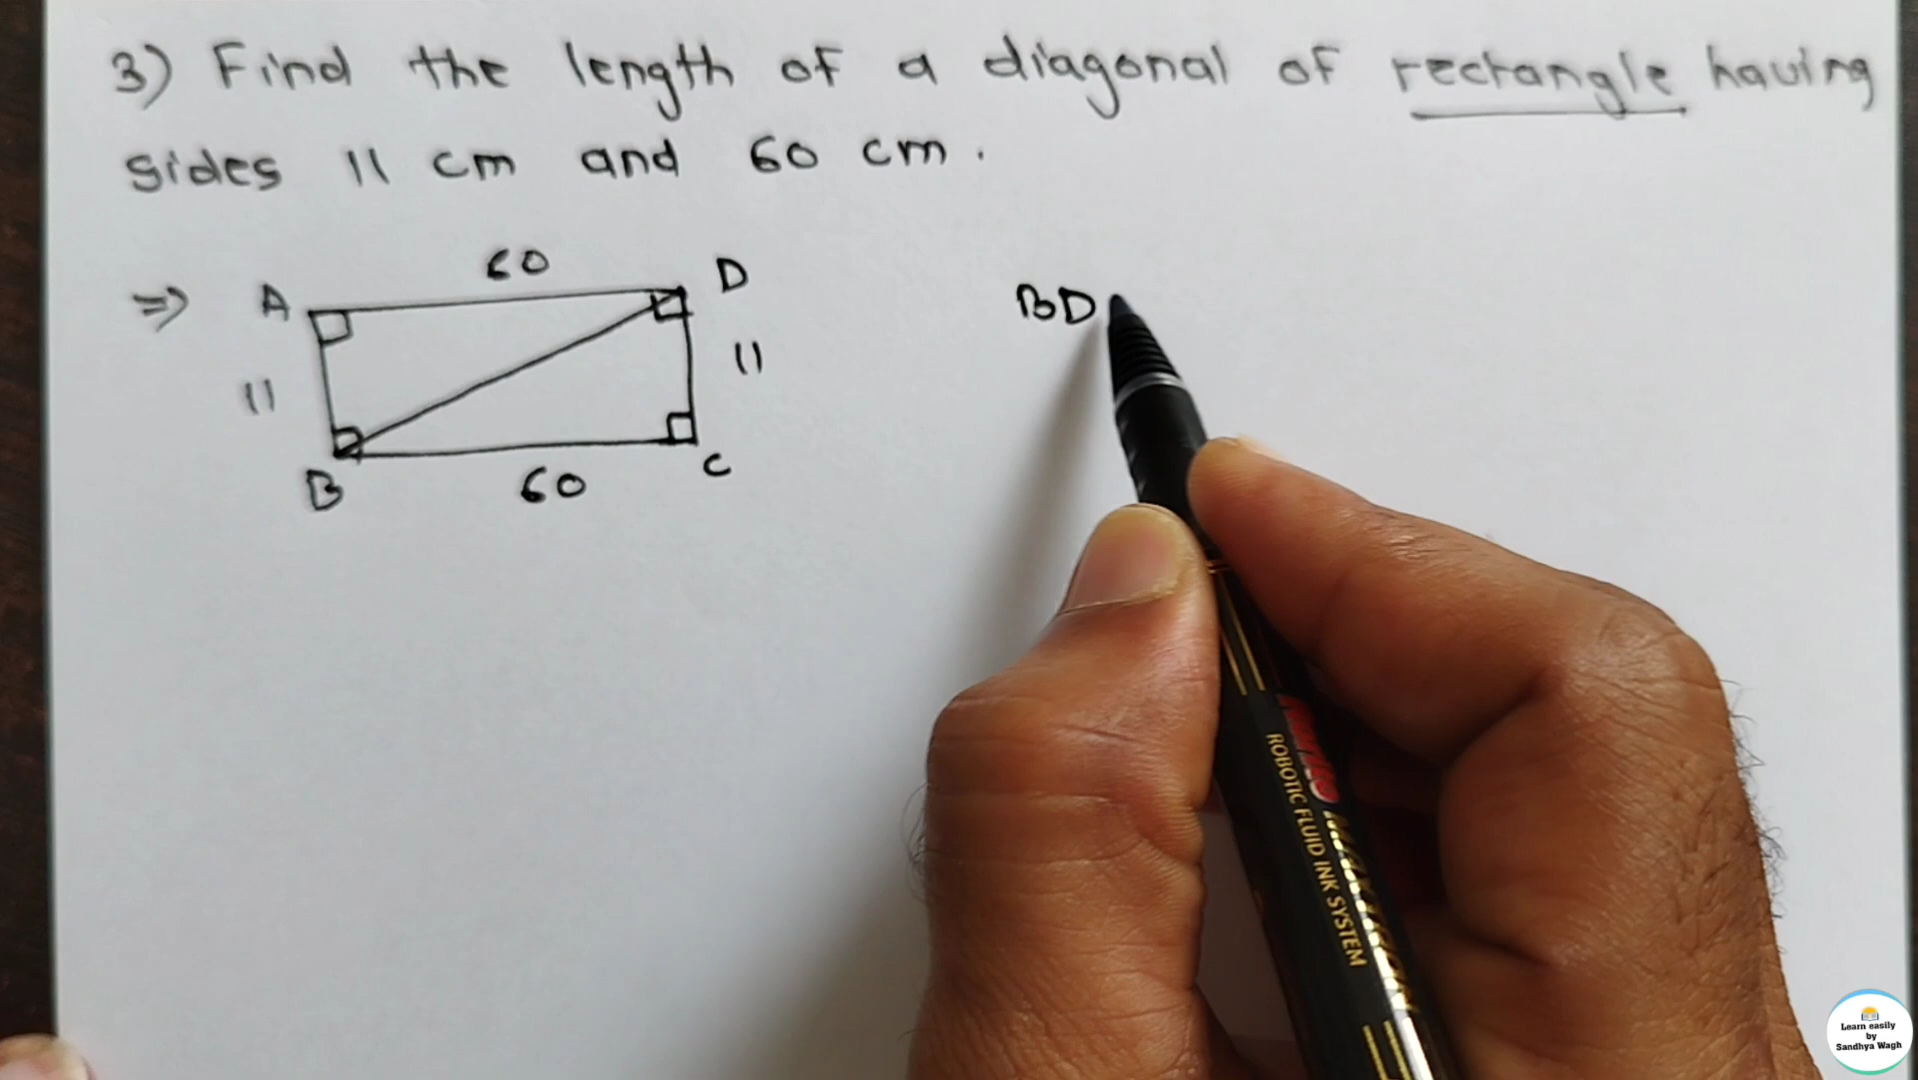 3) Find the length of a diagonal of rectangle having
sides 11 cm and 60 cm.
⇒ A 60 D
11 11
B 60 C
BD
ROBOTIC FLUID INK SYSTEM
Learn easily
by
Sandhya Wagh